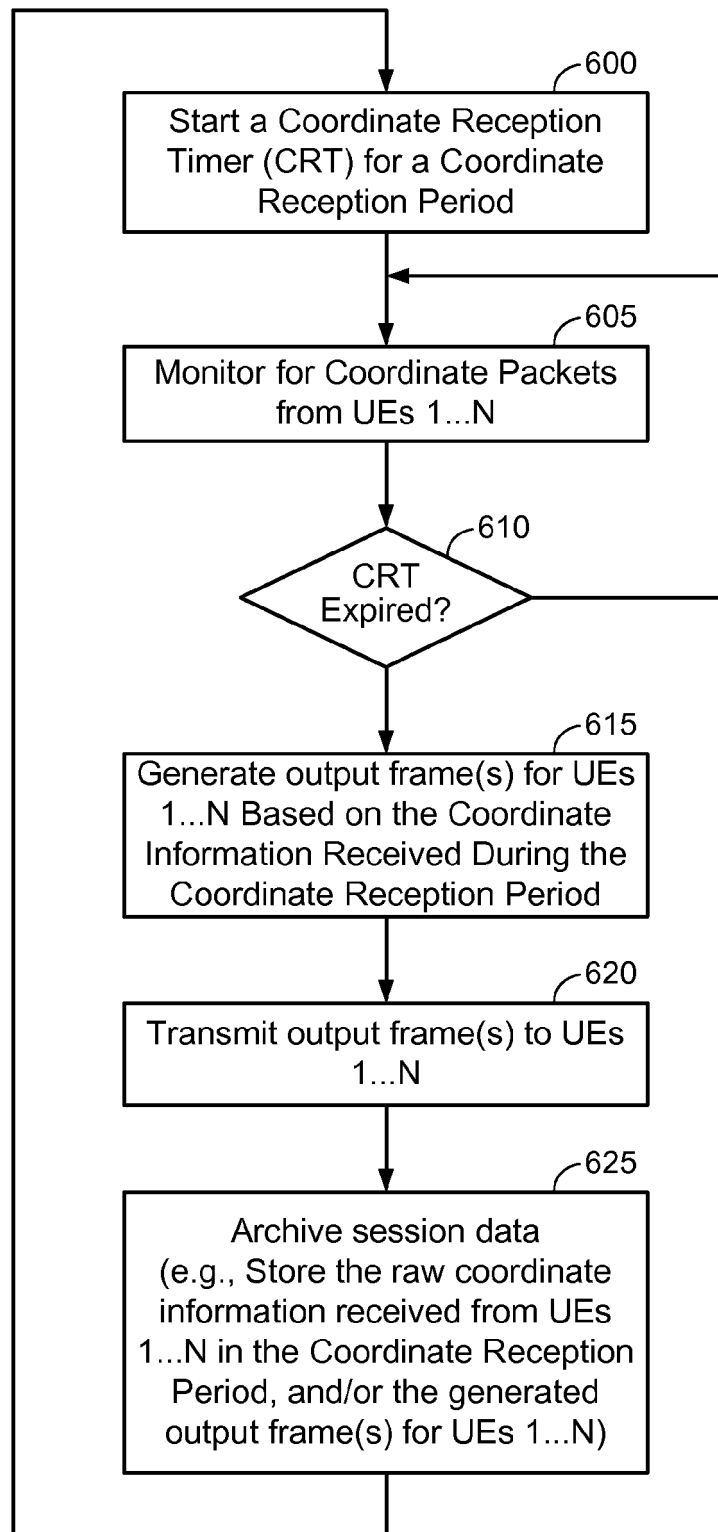 600
Start a Coordinate Reception
Timer (CRT) for a Coordinate
Reception Period
605
Monitor for Coordinate Packets
from UEs 1...N
610
CRT
Expired?
615
Generate output frame(s) for UEs
1...N Based on the Coordinate
Information Received During the
Coordinate Reception Period
620
Transmit output frame(s) to UEs
1...N
625
Archive session data
(e.g., Store the raw coordinate
information received from UEs
1...N in the Coordinate Reception
Period, and/or the generated
output frame(s) for UEs 1...N)